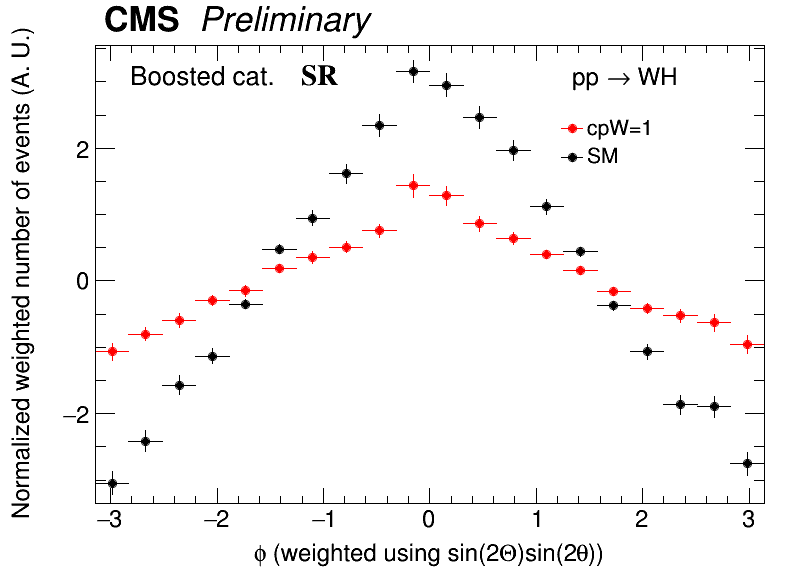 CMS Preliminary
Normalized weighted number of events (A. U.)
Boosted cat. SR
pp → WH
cpW=1
SM
2
0
−2
−3 −2 −1 0 1 2 3
ϕ (weighted using sin(2Θ)sin(2θ))